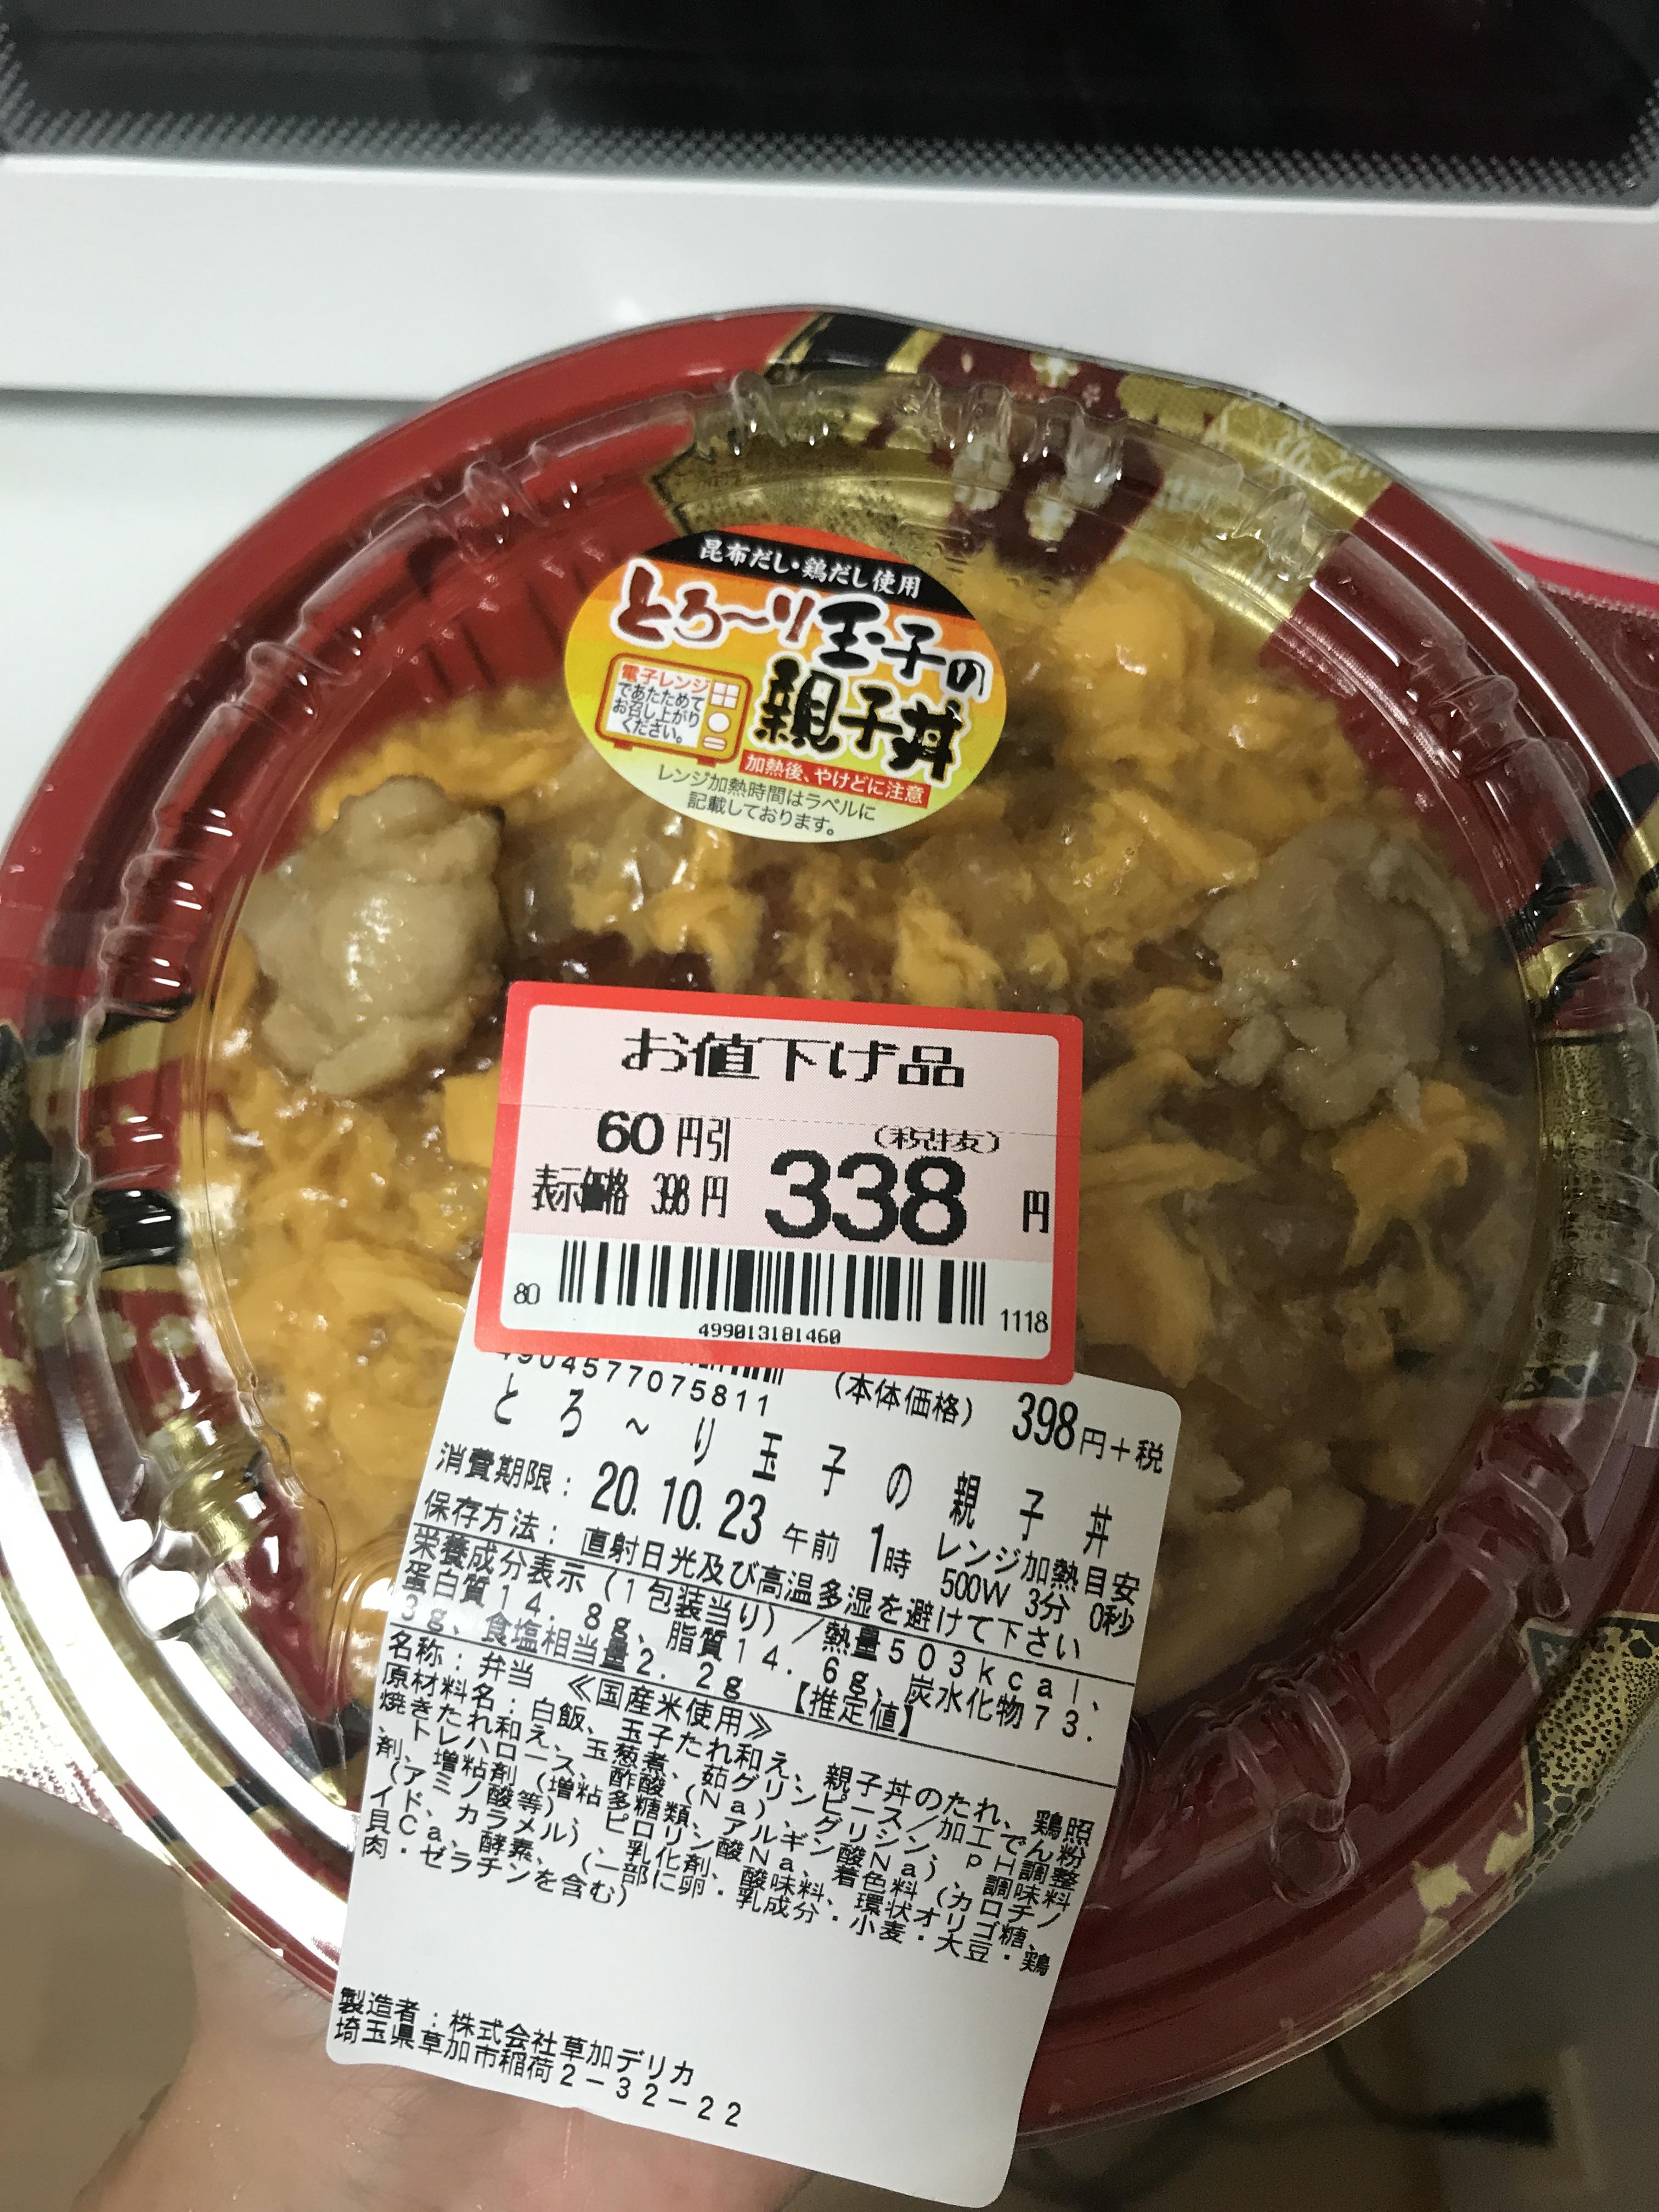 昆布だし・鶏だし使用
とろ～り玉子の
親子丼
電子レンジ
であたためて
お召し上がり
ください。
加熱後、やけどに注意
レンジ加熱時間はラベルに
記載しております。
お値下げ品
60円引 (税抜)
表示価格 398円 338円
80 1118
499013181460
4904577075811 (本体価格) 398円+税
とろ～り玉子の親子丼
消費期限: 20.10.23 午前 1時 レンジ加熱目安
500W 3分 0秒
保存方法: 直射日光及び高温多湿を避けて下さい
栄養成分表示(1包装当り)/熱量503kcal、
蛋白質14.8g、脂質14.6g、炭水化物73.
3g、食塩相当量2.2g 【推定値】
名称:弁当 ≪国産米使用≫
原材料名:白飯、玉子たれ和え、親子丼のたれ、鶏照
焼きたれ和え、玉葱煮、茹グリンピース/加工でん粉
、トレハロース、酢酸(Na)、グリシン、pH調整
剤、増粘剤(増粘多糖類、アルギン酸Na)、調味料
(アミノ酸等)、ピロリン酸Na、着色料(カロチノ
イド、カラメル)、乳化剤、酸味料、環状オリゴ糖、
貝Ca、酵素、(一部に卵・乳成分・小麦・大豆・鶏
肉・ゼラチンを含む)
製造者:株式会社草加デリカ
埼玉県草加市稲荷2-32-22